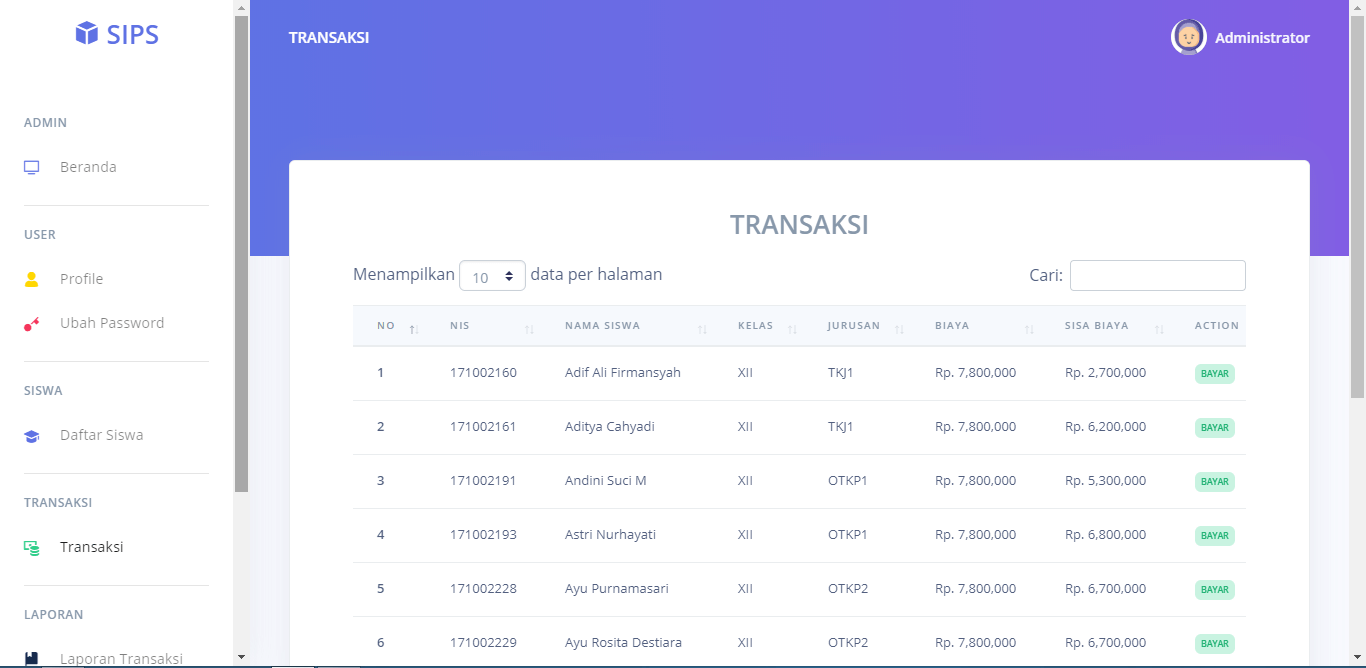 SIPS
ADMIN
Beranda
USER
Profile
Ubah Password
SISWA
Daftar Siswa
TRANSAKSI
Transaksi
LAPORAN
Laporan Transaksi
TRANSAKSI
Administrator
TRANSAKSI
Menampilkan 10 data per halaman
Cari:
NO NIS NAMA SISWA KELAS JURUSAN BIAYA SISA BIAYA ACTION
1 171002160 Adif Ali Firmansyah XII TKJ1 Rp. 7,800,000 Rp. 2,700,000 BAYAR
2 171002161 Aditya Cahyadi XII TKJ1 Rp. 7,800,000 Rp. 6,200,000 BAYAR
3 171002191 Andini Suci M XII OTKP1 Rp. 7,800,000 Rp. 5,300,000 BAYAR
4 171002193 Astri Nurhayati XII OTKP1 Rp. 7,800,000 Rp. 6,800,000 BAYAR
5 171002228 Ayu Purnamasari XII OTKP2 Rp. 7,800,000 Rp. 6,700,000 BAYAR
6 171002229 Ayu Rosita Destiara XII OTKP2 Rp. 7,800,000 Rp. 6,700,000 BAYAR